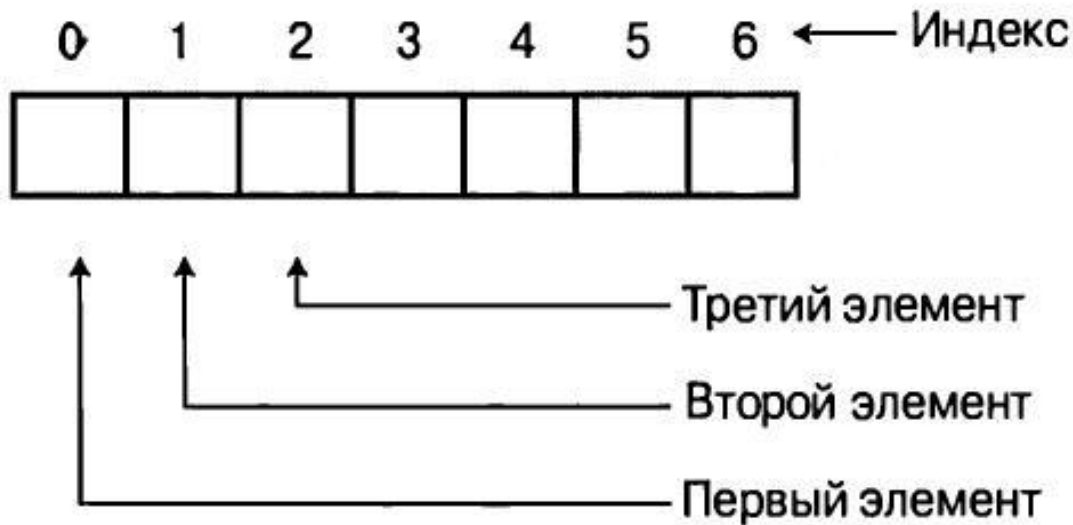 0 1 2 3 4 5 6 Индекс
Третий элемент
Второй элемент
Первый элемент